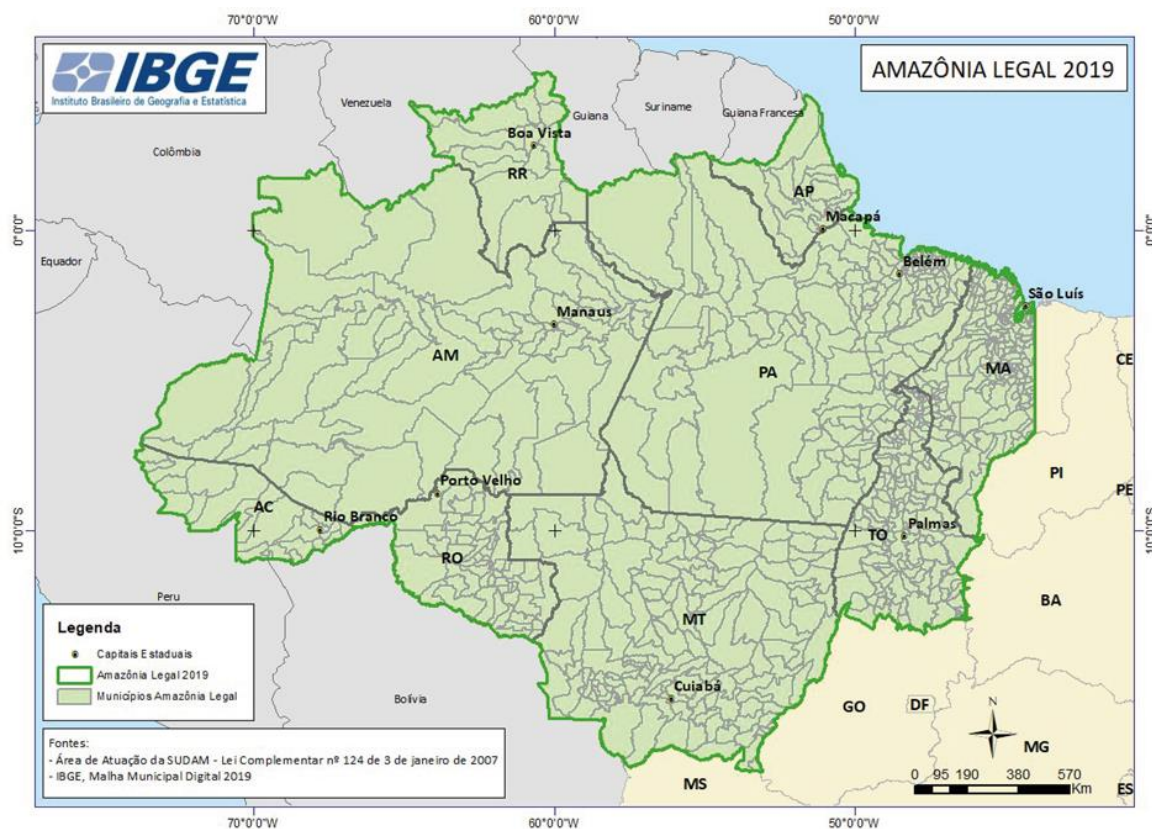 70°0'0"W 60°0'0"W 50°0'0"W
IBGE
Instituto Brasileiro de Geografia e Estatística
AMAZÔNIA LEGAL 2019
Venezuela
Guiana
Suriname
Guiana Francesa
Colômbia
Boa Vista
RR
AP
Macapá
0°0'0" 0°0'0"
Equador
Belém
São Luís
Manaus
AM
PA
MA
CE
PI
PE
Porto Velho
AC
Rio Branco
RO
TO
Palmas
10°0'0"S 10°0'0"S
Peru
BA
MT
Cuiabá
Bolívia
GO
DF
MG
MS
ES
Legenda
Capitais Estaduais
Amazônia Legal 2019
Municípios Amazônia Legal
Fontes:
- Área de Atuação da SUDAM - Lei Complementar nº 124 de 3 de janeiro de 2007
- IBGE, Malha Municipal Digital 2019
N
0 95 190 380 570
Km
70°0'0"W 60°0'0"W 50°0'0"W